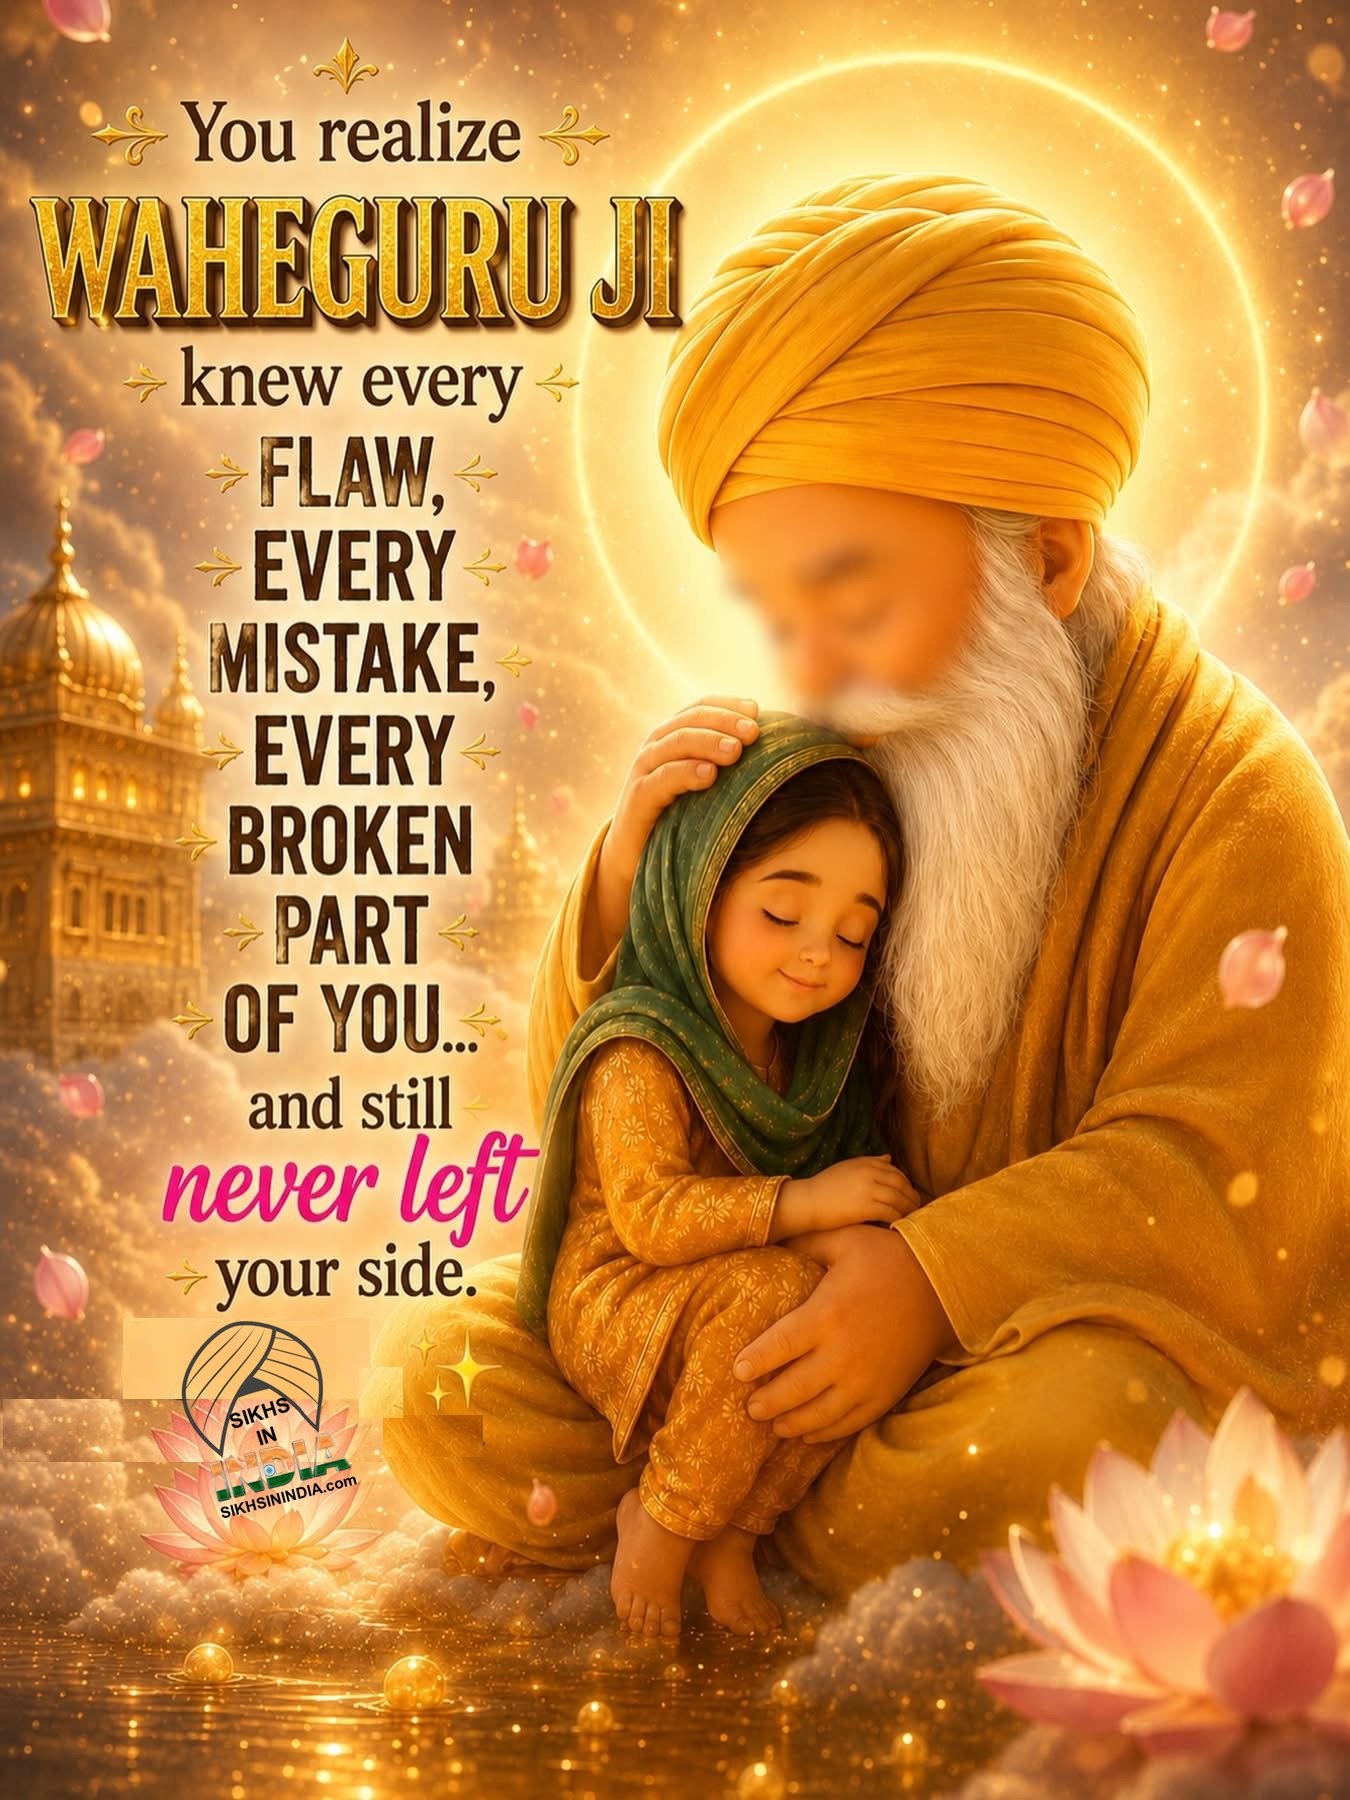 You realize
WAHEGURU JI
knew every
FLAW,
EVERY
MISTAKE,
EVERY
BROKEN
PART
OF YOU...
and still
never left
your side.
SIKHS
IN
INDIA
SIKHSININDIA.com